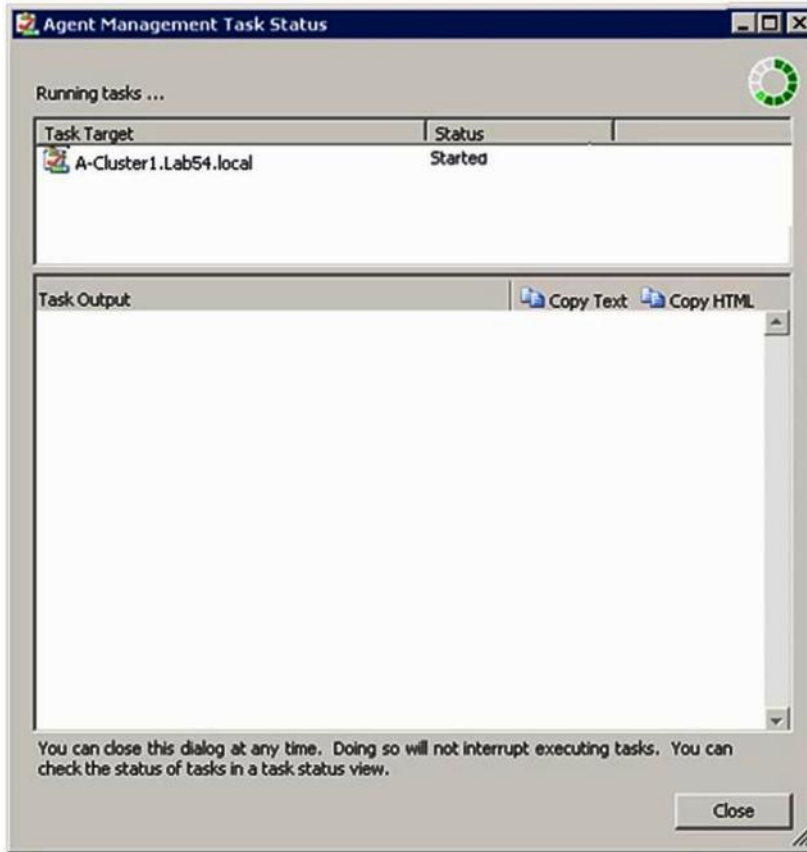 Agent Management Task Status
Running tasks ...
Task Target Status
A-Cluster1.Lab54.local Started
Task Output Copy Text Copy HTML
You can close this dialog at any time. Doing so will not interrupt executing tasks. You can
check the status of tasks in a task status view.
Close